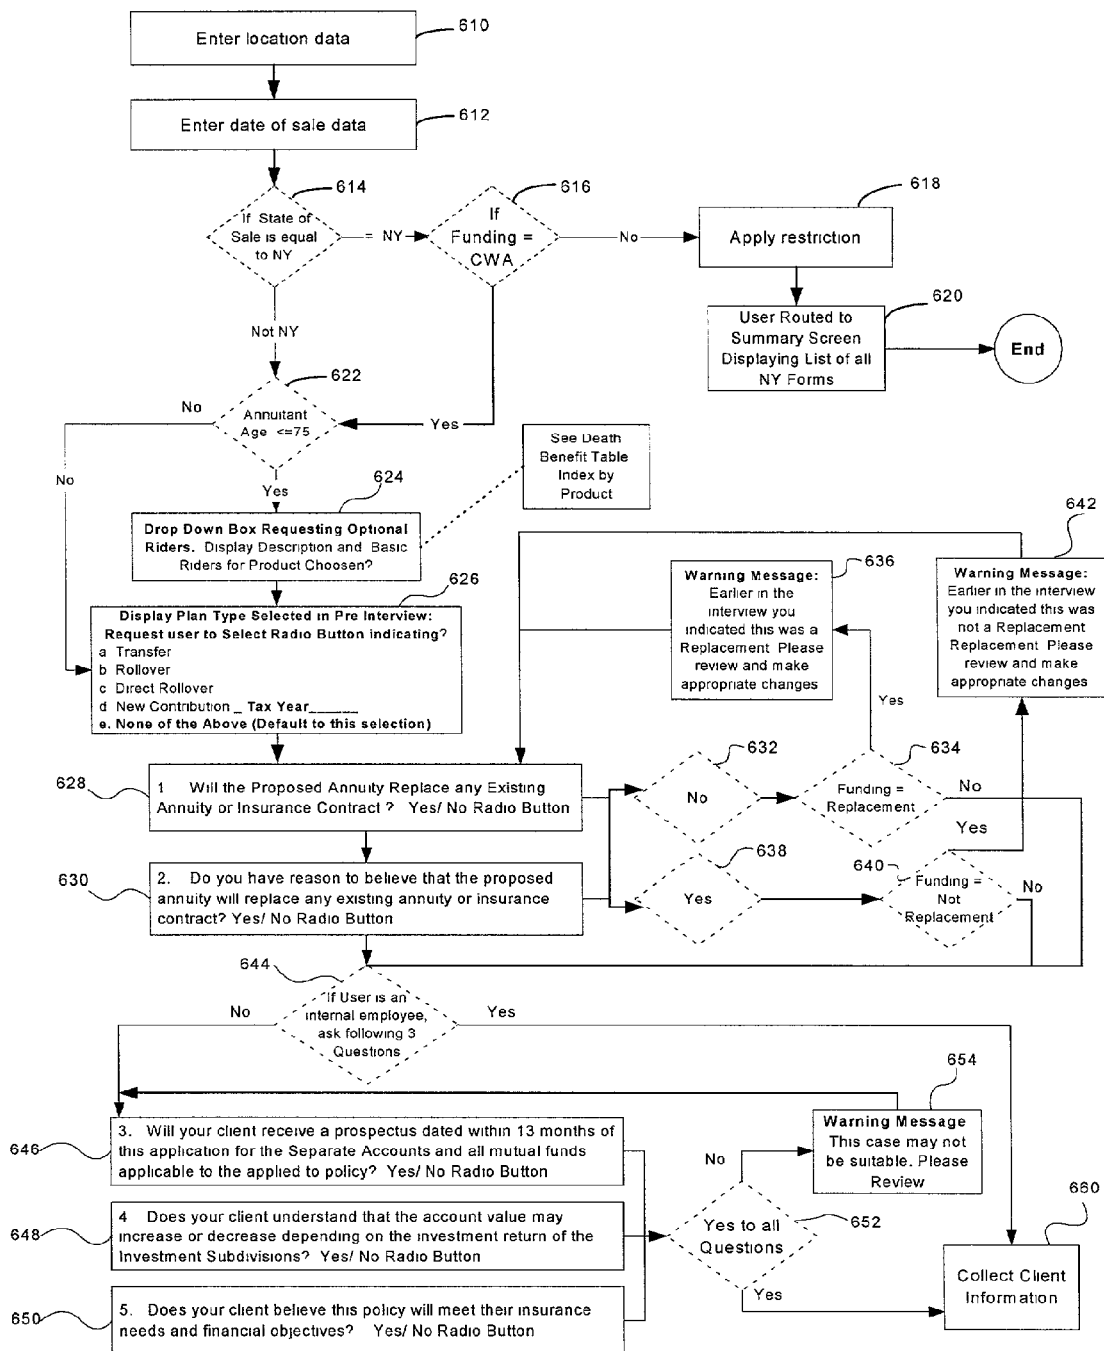 Enter location data
610
Enter date of sale data
612
If State of
Sale is equal
to NY
614
= NY
If
Funding =
CWA
616
No
Apply restriction
618
User Routed to
Summary Screen
Displaying List of all
NY Forms
620
End
Not NY
Yes
Annuitant
Age <=75
622
No
No
Yes
See Death
Benefit Table
Index by
Product
Drop Down Box Requesting Optional
Riders. Display Description and Basic
Riders for Product Choosen?
624
Display Plan Type Selected in Pre Interview:
Request user to Select Radio Button indicating?
a Transfer
b Rollover
c Direct Rollover
d New Contribution _ Tax Year______
e. None of the Above (Default to this selection)
626
Warning Message:
Earlier in the
interview you
indicated this was a
Replacement Please
review and make
appropriate changes
636
Warning Message:
Earlier in the interview
you indicated this was
not a Replacement
Replacement Please
review and make
appropriate changes
642
Yes
628
1 Will the Proposed Annuity Replace any Existing
Annuity or Insurance Contract ? Yes/ No Radio Button
No
632
Funding =
Replacement
634
No
Yes
630
2. Do you have reason to believe that the proposed
annuity will replace any existing annuity or insurance
contract? Yes/ No Radio Button
Yes
638
640
Funding =
Not
Replacement
No
644
If User is an
internal employee,
ask following 3
Questions
No
Yes
646
3. Will your client receive a prospectus dated within 13 months of
this application for the Separate Accounts and all mutual funds
applicable to the applied to policy? Yes/ No Radio Button
648
4 Does your client understand that the account value may
increase or decrease depending on the investment return of the
Investment Subdivisions? Yes/ No Radio Button
650
5. Does your client believe this policy will meet their insurance
needs and financial objectives? Yes/ No Radio Button
Yes to all
Questions
652
No
Yes
Warning Message
This case may not
be suitable. Please
Review
654
Collect Client
Information
660